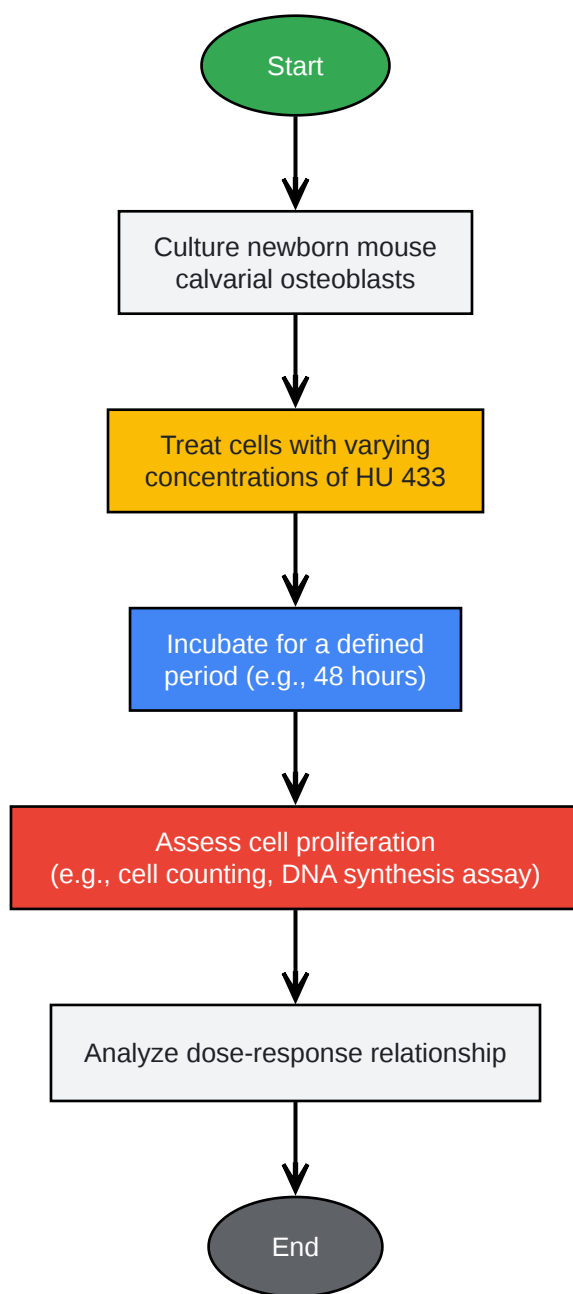 Start
Culture newborn mouse
calvarial osteoblasts
Treat cells with varying
concentrations of HU 433
Incubate for a defined
period (e.g., 48 hours)
Assess cell proliferation
(e.g., cell counting, DNA synthesis assay)
Analyze dose-response relationship
End